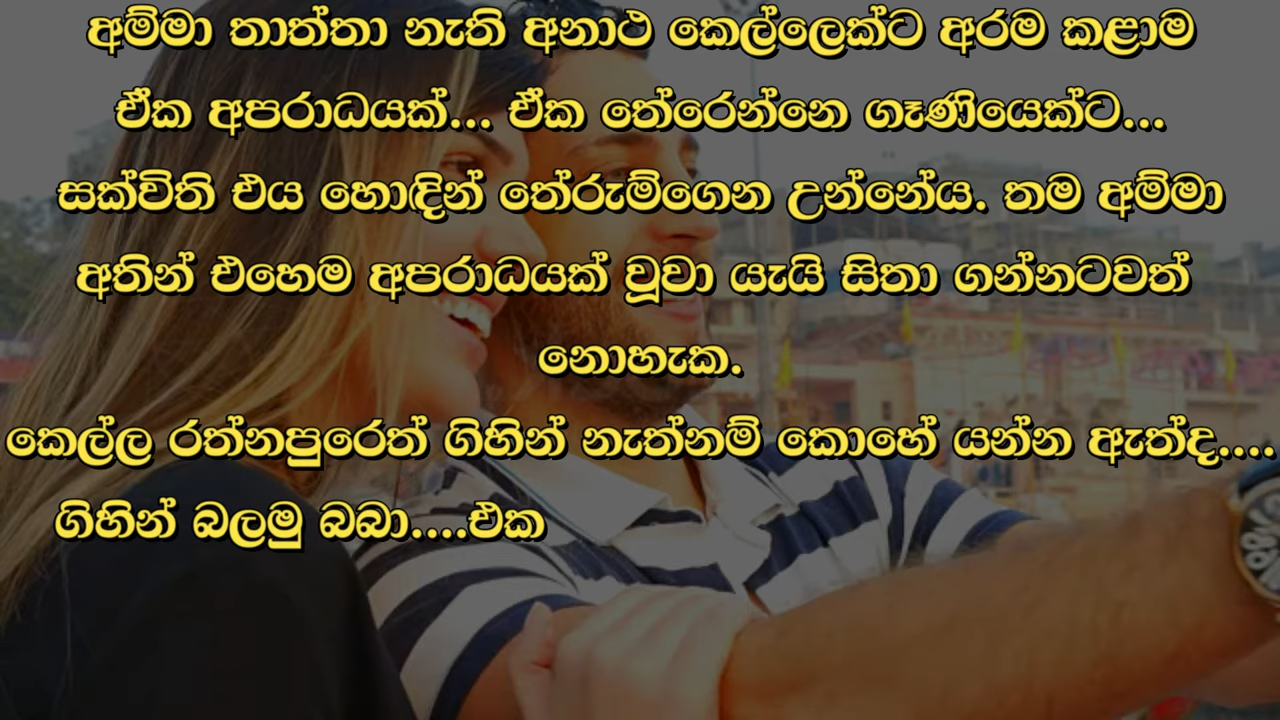 අම්මා තාත්තා නැති අනාථ කෙල්ලෙක්ට අරම කළාම
ඒක අපරාධයක්... ඒක තේරෙන්නෙ ගෑණියෙක්ට...
සක්විති එය හොඳින් තේරුම්ගෙන උන්නේය. තම අම්මා
අතින් එහෙම අපරාධයක් වූවා යැයි සිතා ගන්නටවත්
නොහැක.
කෙල්ල රත්නපුරෙත් ගිහින් නැත්නම් කොහේ යන්න ඇත්ද....
ගිහින් බලමු බබා....එක